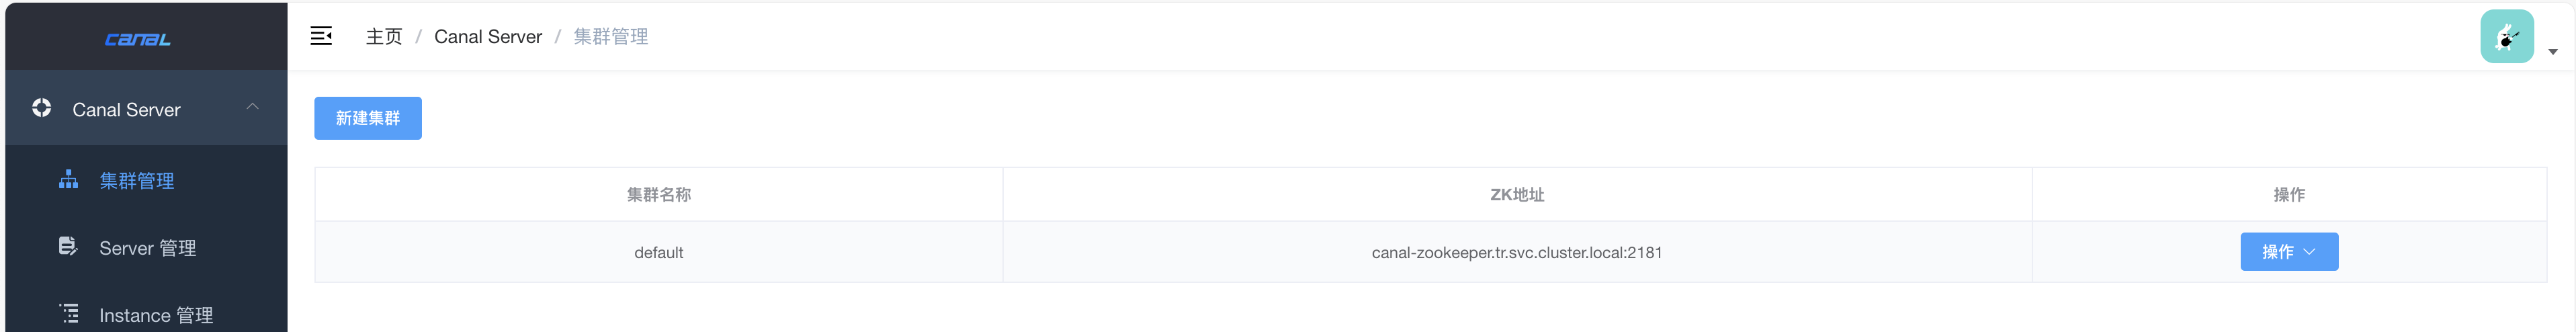 CANAL
主页 / Canal Server / 集群管理
Canal Server
集群管理
Server 管理
Instance 管理
新建集群
集群名称 ZK地址 操作
default canal-zookeeper.tr.svc.cluster.local:2181 操作